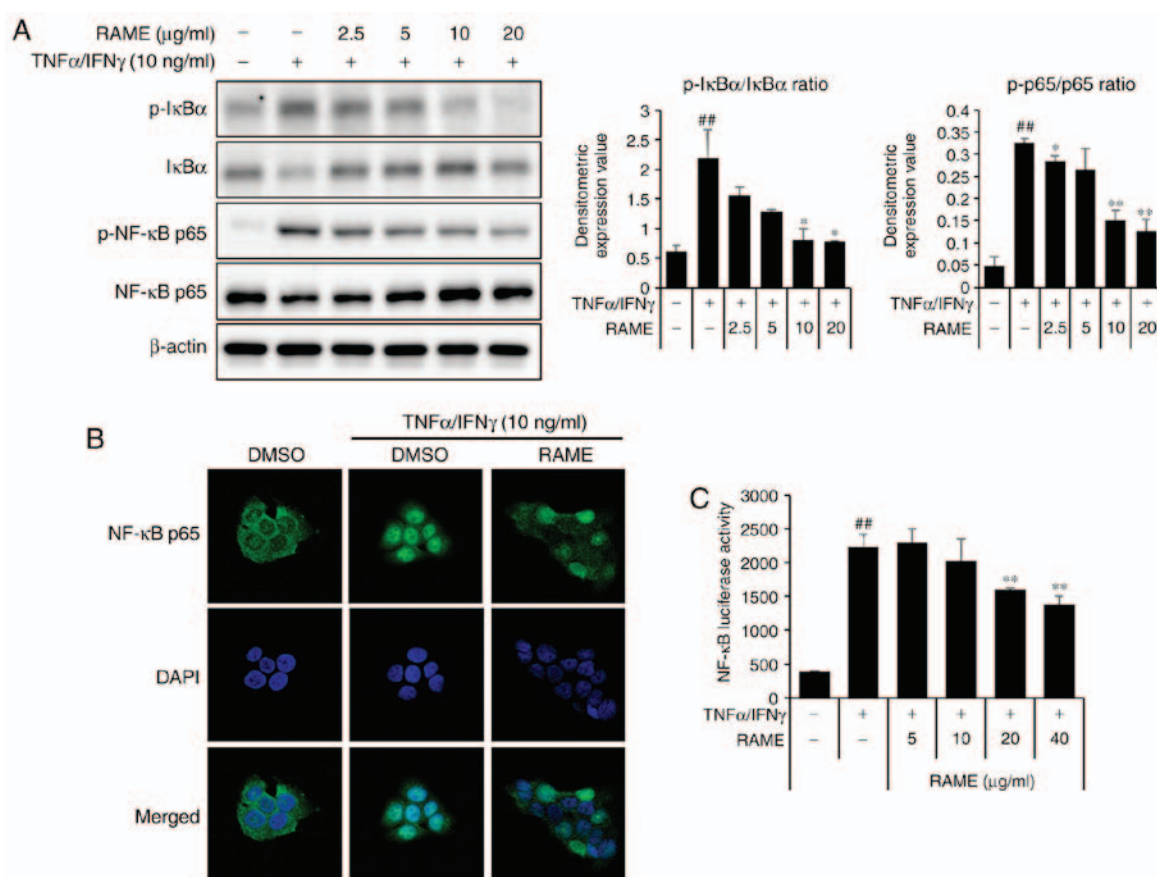 A
RAME (μg/ml) – – 2.5 5 10 20
TNFα/IFNγ (10 ng/ml) – + + + + +
p-IκBα
IκBα
p-NF-κB p65
NF-κB p65
β-actin
p-IκBα/IκBα ratio
Densitometric
expression value
3
2.5
2
1.5
1
0.5
0
##
*
*
TNFα/IFNγ – + + + + +
RAME – – 2.5 5 10 20
p-p65/p65 ratio
Densitometric
expression value
0.4
0.35
0.3
0.25
0.2
0.15
0.1
0.05
0
##
*
**
**
TNFα/IFNγ – + + + + +
RAME – – 2.5 5 10 20
B
TNFα/IFNγ (10 ng/ml)
DMSO DMSO RAME
NF-κB p65
DAPI
Merged
C
NF-κB luciferase activity
3000
2500
2000
1500
1000
500
0
##
**
**
TNFα/IFNγ – + + + + +
RAME – – 5 10 20 40
RAME (μg/ml)